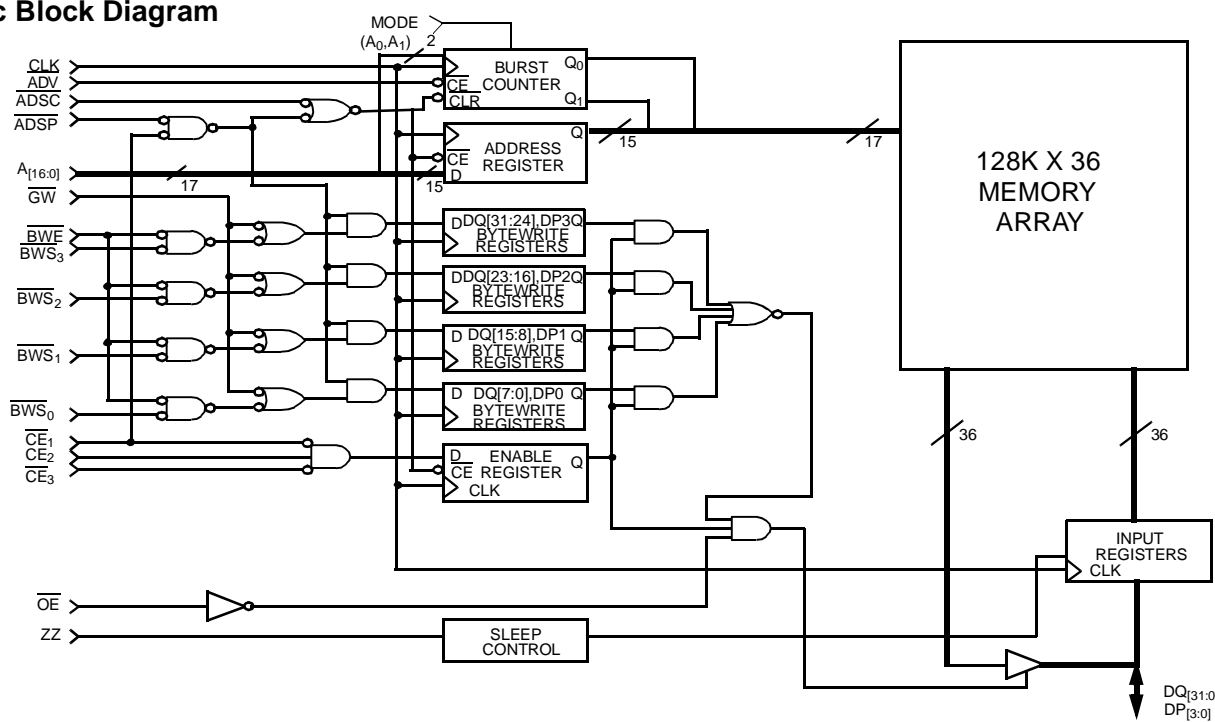 c Block Diagram
MODE
(A0,A1) 2
CLK
ADV
ADSC
ADSP
A[16:0]
17
GW
BWE
BWS3
BWS2
BWS1
BWS0
CE1
CE2
CE3
OE
ZZ
BURST
COUNTER
CE
CLR
Q0
Q1
ADDRESS
REGISTER
CE
D
Q
15
15
17
D DQ[31:24],DP3 Q
BYTEWRITE
REGISTERS
D DQ[23:16],DP2 Q
BYTEWRITE
REGISTERS
D DQ[15:8],DP1 Q
BYTEWRITE
REGISTERS
D DQ[7:0],DP0 Q
BYTEWRITE
REGISTERS
D ENABLE Q
CE REGISTER
CLK
SLEEP
CONTROL
128K X 36
MEMORY
ARRAY
36
36
INPUT
REGISTERS
CLK
DQ[31:0
DP[3:0]